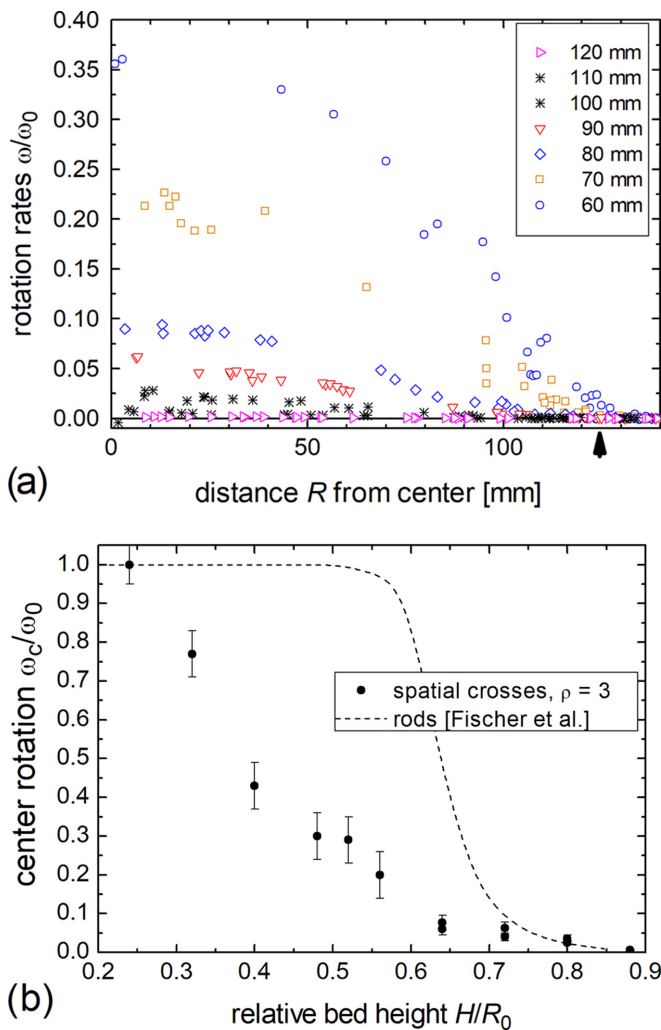 0.40
0.35
0.30
0.25
0.20
0.15
0.10
0.05
0.00
rotation rates ω/ω₀
120 mm
110 mm
100 mm
90 mm
80 mm
70 mm
60 mm
0 50 100
(a)
distance R from center [mm]
1.0
0.9
0.8
0.7
0.6
0.5
0.4
0.3
0.2
0.1
0.0
center rotation ω_c/ω₀
spatial crosses, ρ = 3
rods [Fischer et al.]
0.2 0.3 0.4 0.5 0.6 0.7 0.8 0.9
(b)
relative bed height H/R₀